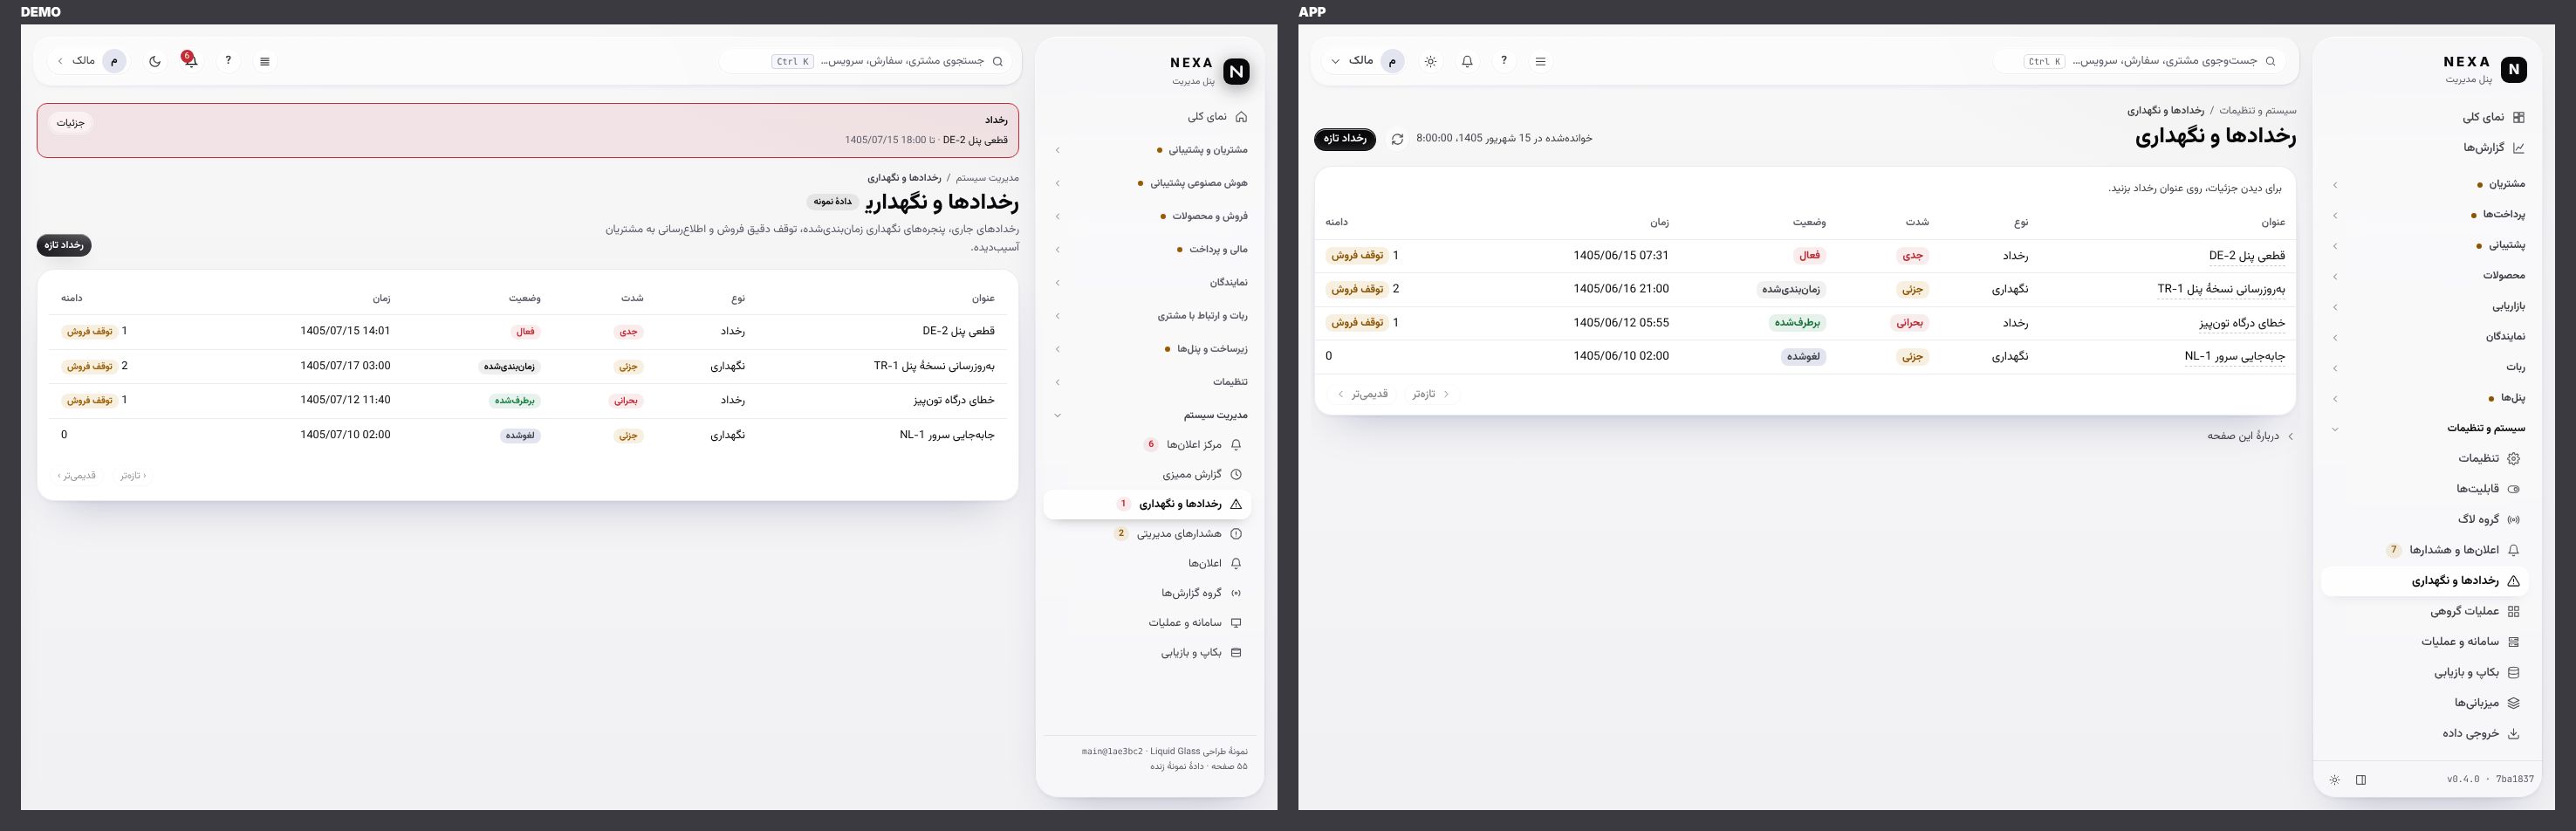 DEMO
NEXA
پنل مدیریت
نمای کلی
مشتریان و پشتیبانی
هوش مصنوعی پشتیبانی
فروش و محصولات
مالی و پرداخت
نمایندگان
ربات و ارتباط با مشتری
زیرساخت و پنل‌ها
تنظیمات
مدیریت سیستم
مرکز اعلان‌ها 6
گزارش ممیزی
رخدادها و نگهداری 1
هشدارهای مدیریتی 2
اعلان‌ها
گروه گزارش‌ها
سامانه و عملیات
بکاپ و بازیابی
نمونهٔ طراحی Liquid Glass · main@1ae3bc2
۵۵ صفحه · دادهٔ نمونهٔ زنده
جستجوی مشتری، سفارش، سرویس... Ctrl K
? 6 م مالک
رخداد
جزئیات
قطعی پنل DE-2 · تا 18:00 1405/07/15
مدیریت سیستم / رخدادها و نگهداری
رخدادها و نگهداری دادهٔ نمونه
رخدادهای جاری، پنجره‌های نگهداری زمان‌بندی‌شده، توقف دقیق فروش و اطلاع‌رسانی به مشتریان
آسیب‌دیده.
رخداد تازه
عنوان نوع شدت وضعیت زمان دامنه
قطعی پنل DE-2 رخداد جدی فعال 1405/07/15 14:01 1 توقف فروش
به‌روزرسانی نسخهٔ پنل TR-1 نگهداری جزئی زمان‌بندی‌شده 1405/07/17 03:00 2 توقف فروش
خطای درگاه تون‌پیز رخداد بحرانی برطرف‌شده 1405/07/12 11:40 1 توقف فروش
جابه‌جایی سرور NL-1 نگهداری جزئی لغوشده 1405/07/10 02:00 0
‹ تازه‌تر قدیمی‌تر ›
APP
N NEXA
پنل مدیریت
نمای کلی
گزارش‌ها
مشتریان
پرداخت‌ها
پشتیبانی
محصولات
بازاریابی
نمایندگان
ربات
پنل‌ها
سیستم و تنظیمات
تنظیمات
قابلیت‌ها
گروه لاگ
اعلان‌ها و هشدارها 7
رخدادها و نگهداری
عملیات گروهی
سامانه و عملیات
بکاپ و بازیابی
میزبانی‌ها
خروجی داده
v0.4.0 · 7ba1837
جست‌وجوی مشتری، سفارش، سرویس... Ctrl K
? م مالک
سیستم و تنظیمات / رخدادها و نگهداری
رخدادها و نگهداری
خوانده‌شده در 15 شهریور 1405، 8:00:00
رخداد تازه
برای دیدن جزئیات، روی عنوان رخداد بزنید.
عنوان نوع شدت وضعیت زمان دامنه
قطعی پنل DE-2 رخداد جدی فعال 1405/06/15 07:31 1 توقف فروش
به‌روزرسانی نسخهٔ پنل TR-1 نگهداری جزئی زمان‌بندی‌شده 1405/06/16 21:00 2 توقف فروش
خطای درگاه تون‌پیز رخداد بحرانی برطرف‌شده 1405/06/12 05:55 1 توقف فروش
جابه‌جایی سرور NL-1 نگهداری جزئی لغوشده 1405/06/10 02:00 0
تازه‌تر قدیمی‌تر
دربارهٔ این صفحه